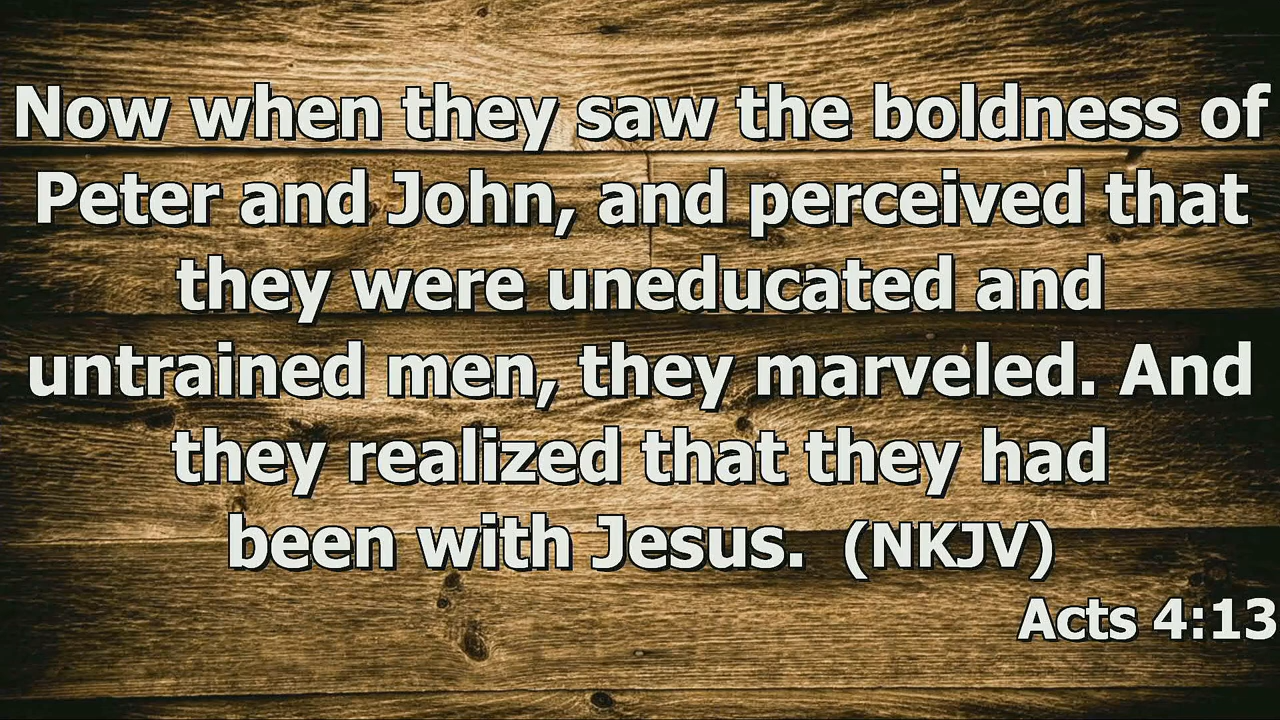 Now when they saw the boldness of
Peter and John, and perceived that
they were uneducated and
untrained men, they marveled. And
they realized that they had
been with Jesus.  (NKJV)
Acts 4:13